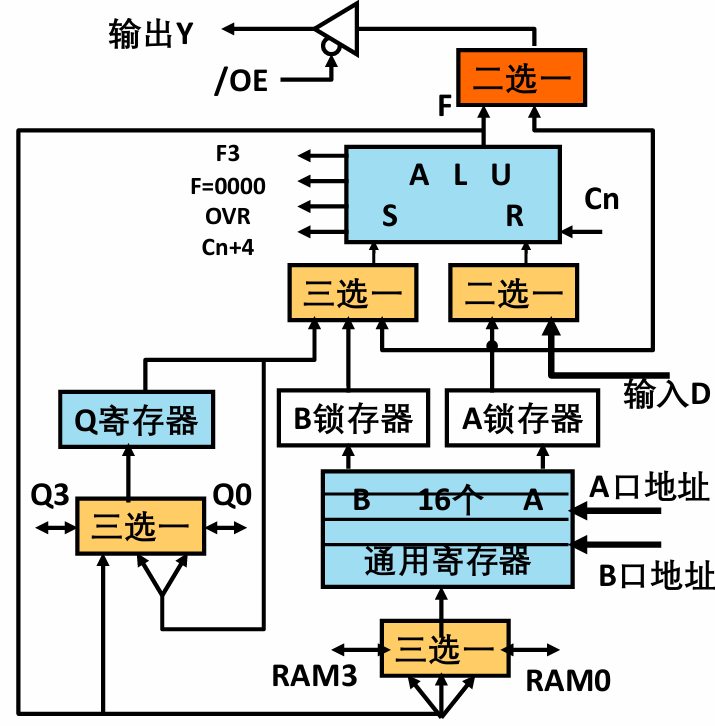 输出Y
/OE
二选一
F
F3
F=0000
OVR
Cn+4
A L U
S R
Cn
三选一
二选一
输入D
Q寄存器
B锁存器
A锁存器
Q3
三选一
Q0
B 16个 A
通用寄存器
A口地址
B口地址
RAM3
三选一
RAM0